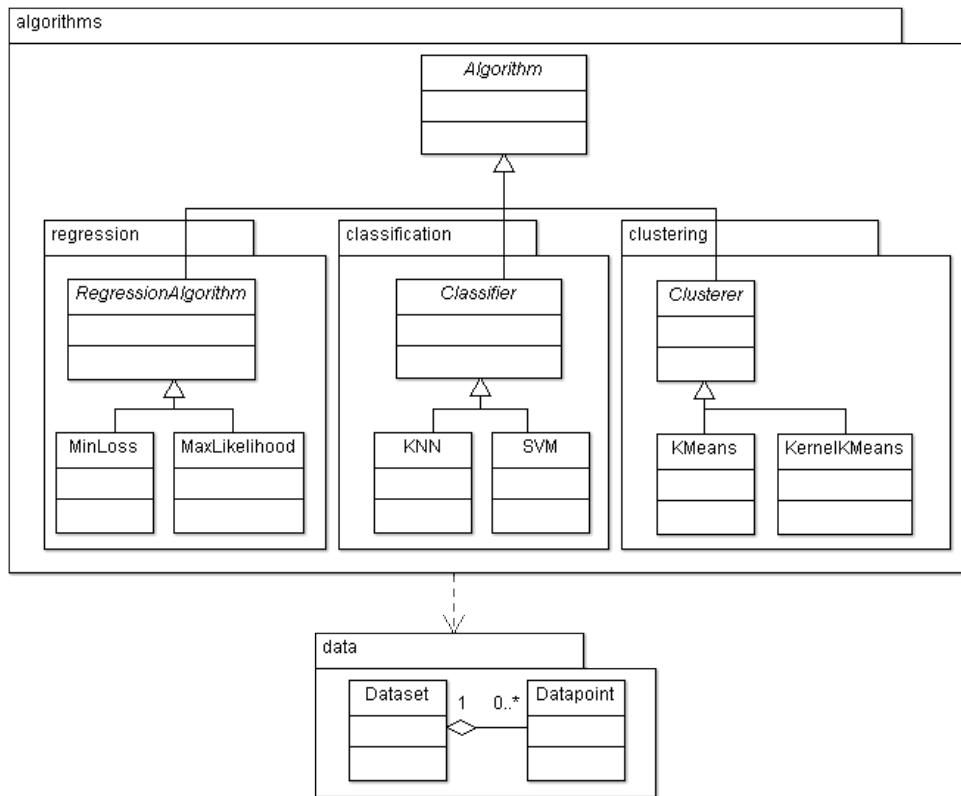 algorithms
Algorithm
regression
classification
clustering
RegressionAlgorithm
Classifier
Clusterer
MinLoss
MaxLikelihood
KNN
SVM
KMeans
KernelKMeans
data
Dataset
1
0..*
Datapoint